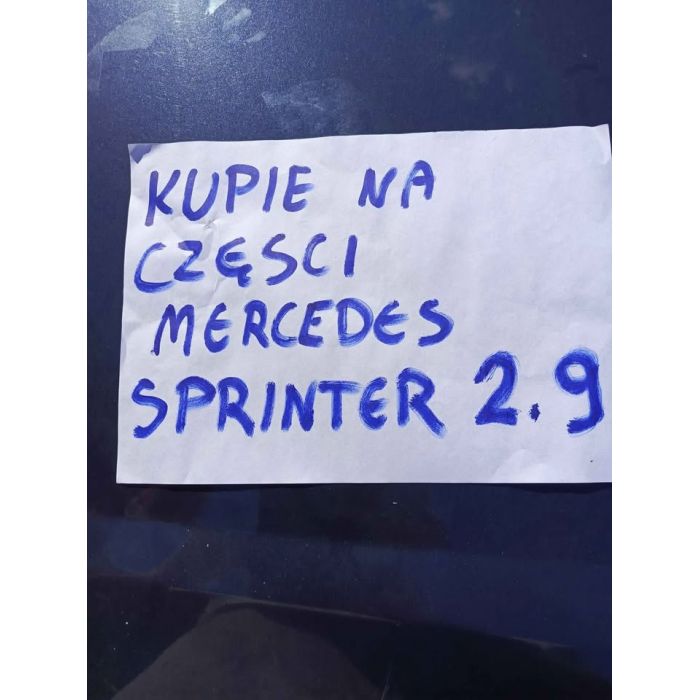 KUPIE NA
CZĘSCI
MERCEDES
SPRINTER 2.9